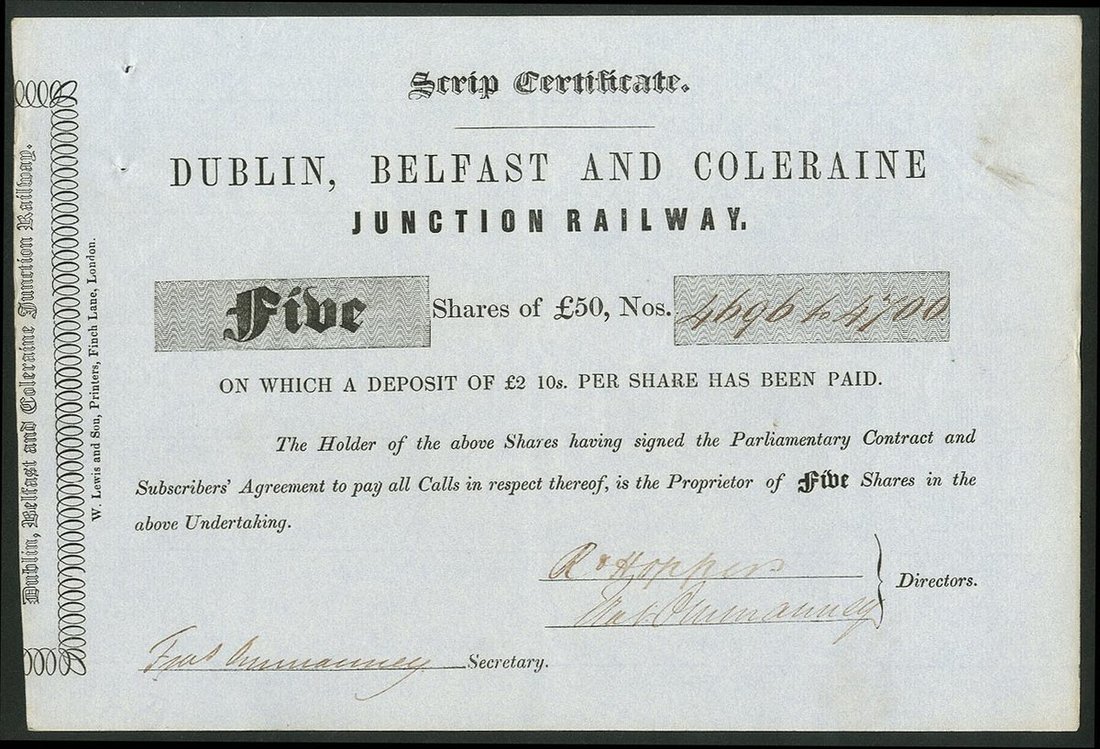 Scrip Certificate.
DUBLIN, BELFAST AND COLERAINE
JUNCTION RAILWAY.
Five Shares of £50, Nos. 4696 to 4700
ON WHICH A DEPOSIT OF £2 10s. PER SHARE HAS BEEN PAID.
The Holder of the above Shares having signed the Parliamentary Contract and
Subscribers' Agreement to pay all Calls in respect thereof, is the Proprietor of Five Shares in the
above Undertaking.
Directors.
Ommanney
Ommanney Secretary.
Dublin, Belfast and Coleraine Junction Railway.
W. Lewis and Son, Printers, Finch Lane, London.